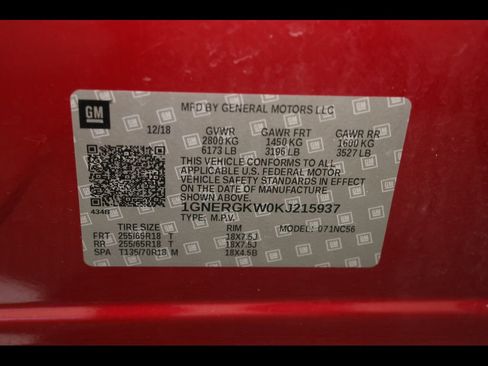 GM
MFD BY GENERAL MOTORS LLC
12/18 GVWR GAWR FRT GAWR RR
2800 KG 1450 KG 1600 KG
6173 LB 3196 LB 3527 LB
THIS VEHICLE CONFORMS TO ALL
APPLICABLE U.S. FEDERAL MOTOR
VEHICLE SAFETY STANDARDS IN EFFECT
ON THE DATE OF MANUFACTURE
SHOWN ABOVE.
434B 1GNERGKW0KJ215937
TYPE: M.P.V. MODEL: 071NC56
TIRE SIZE RIM
FRT 255/65R18 T 18X7.5J
RR 255/65R18 T 18X7.5J
SPA T135/70R18 M 18X4.5B